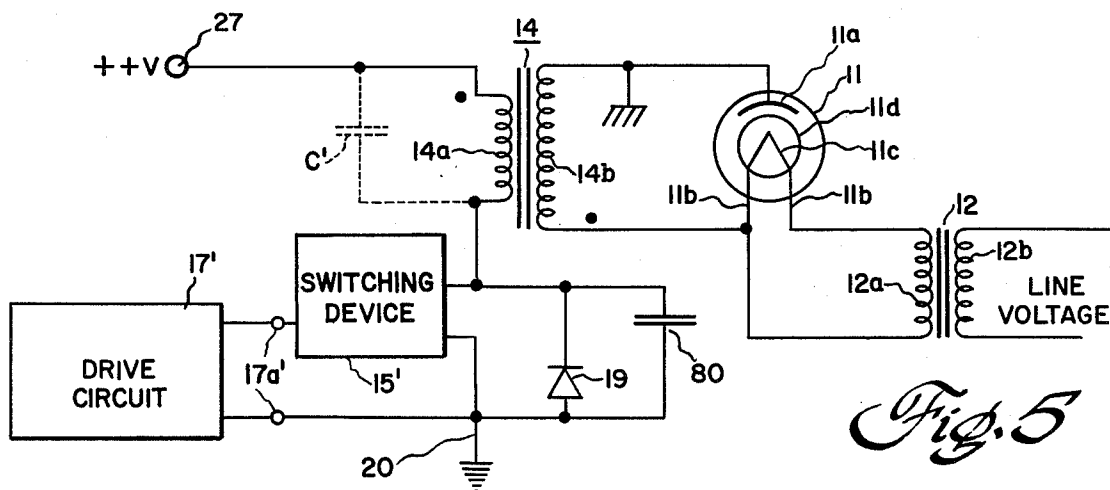 27
++V
14
11a
11
11d
11c
C'
14a
14b
11b
11b
12
12a
12b
LINE
VOLTAGE
17'
SWITCHING
DEVICE
17a'
15'
DRIVE
CIRCUIT
19
80
20
Fig. 5